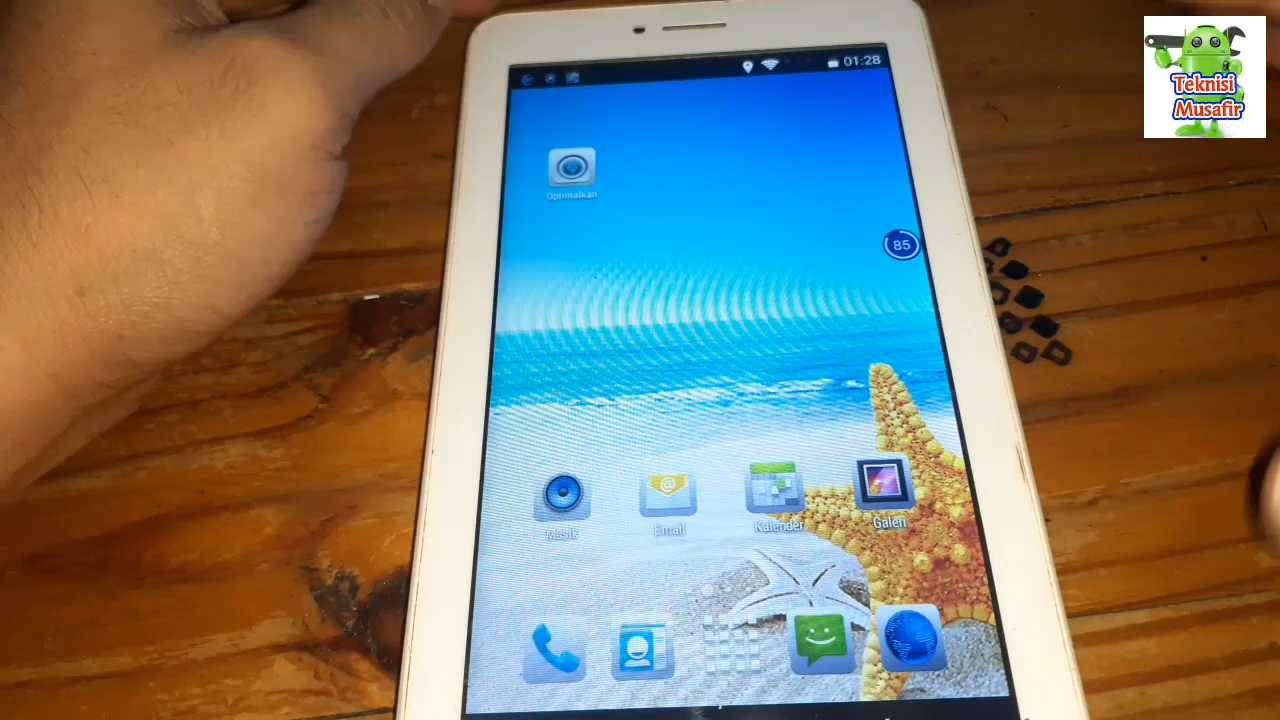 Teknisi
Musafir
01:28
Optimalkan
85
Musik
Email
Kalender
Galeri